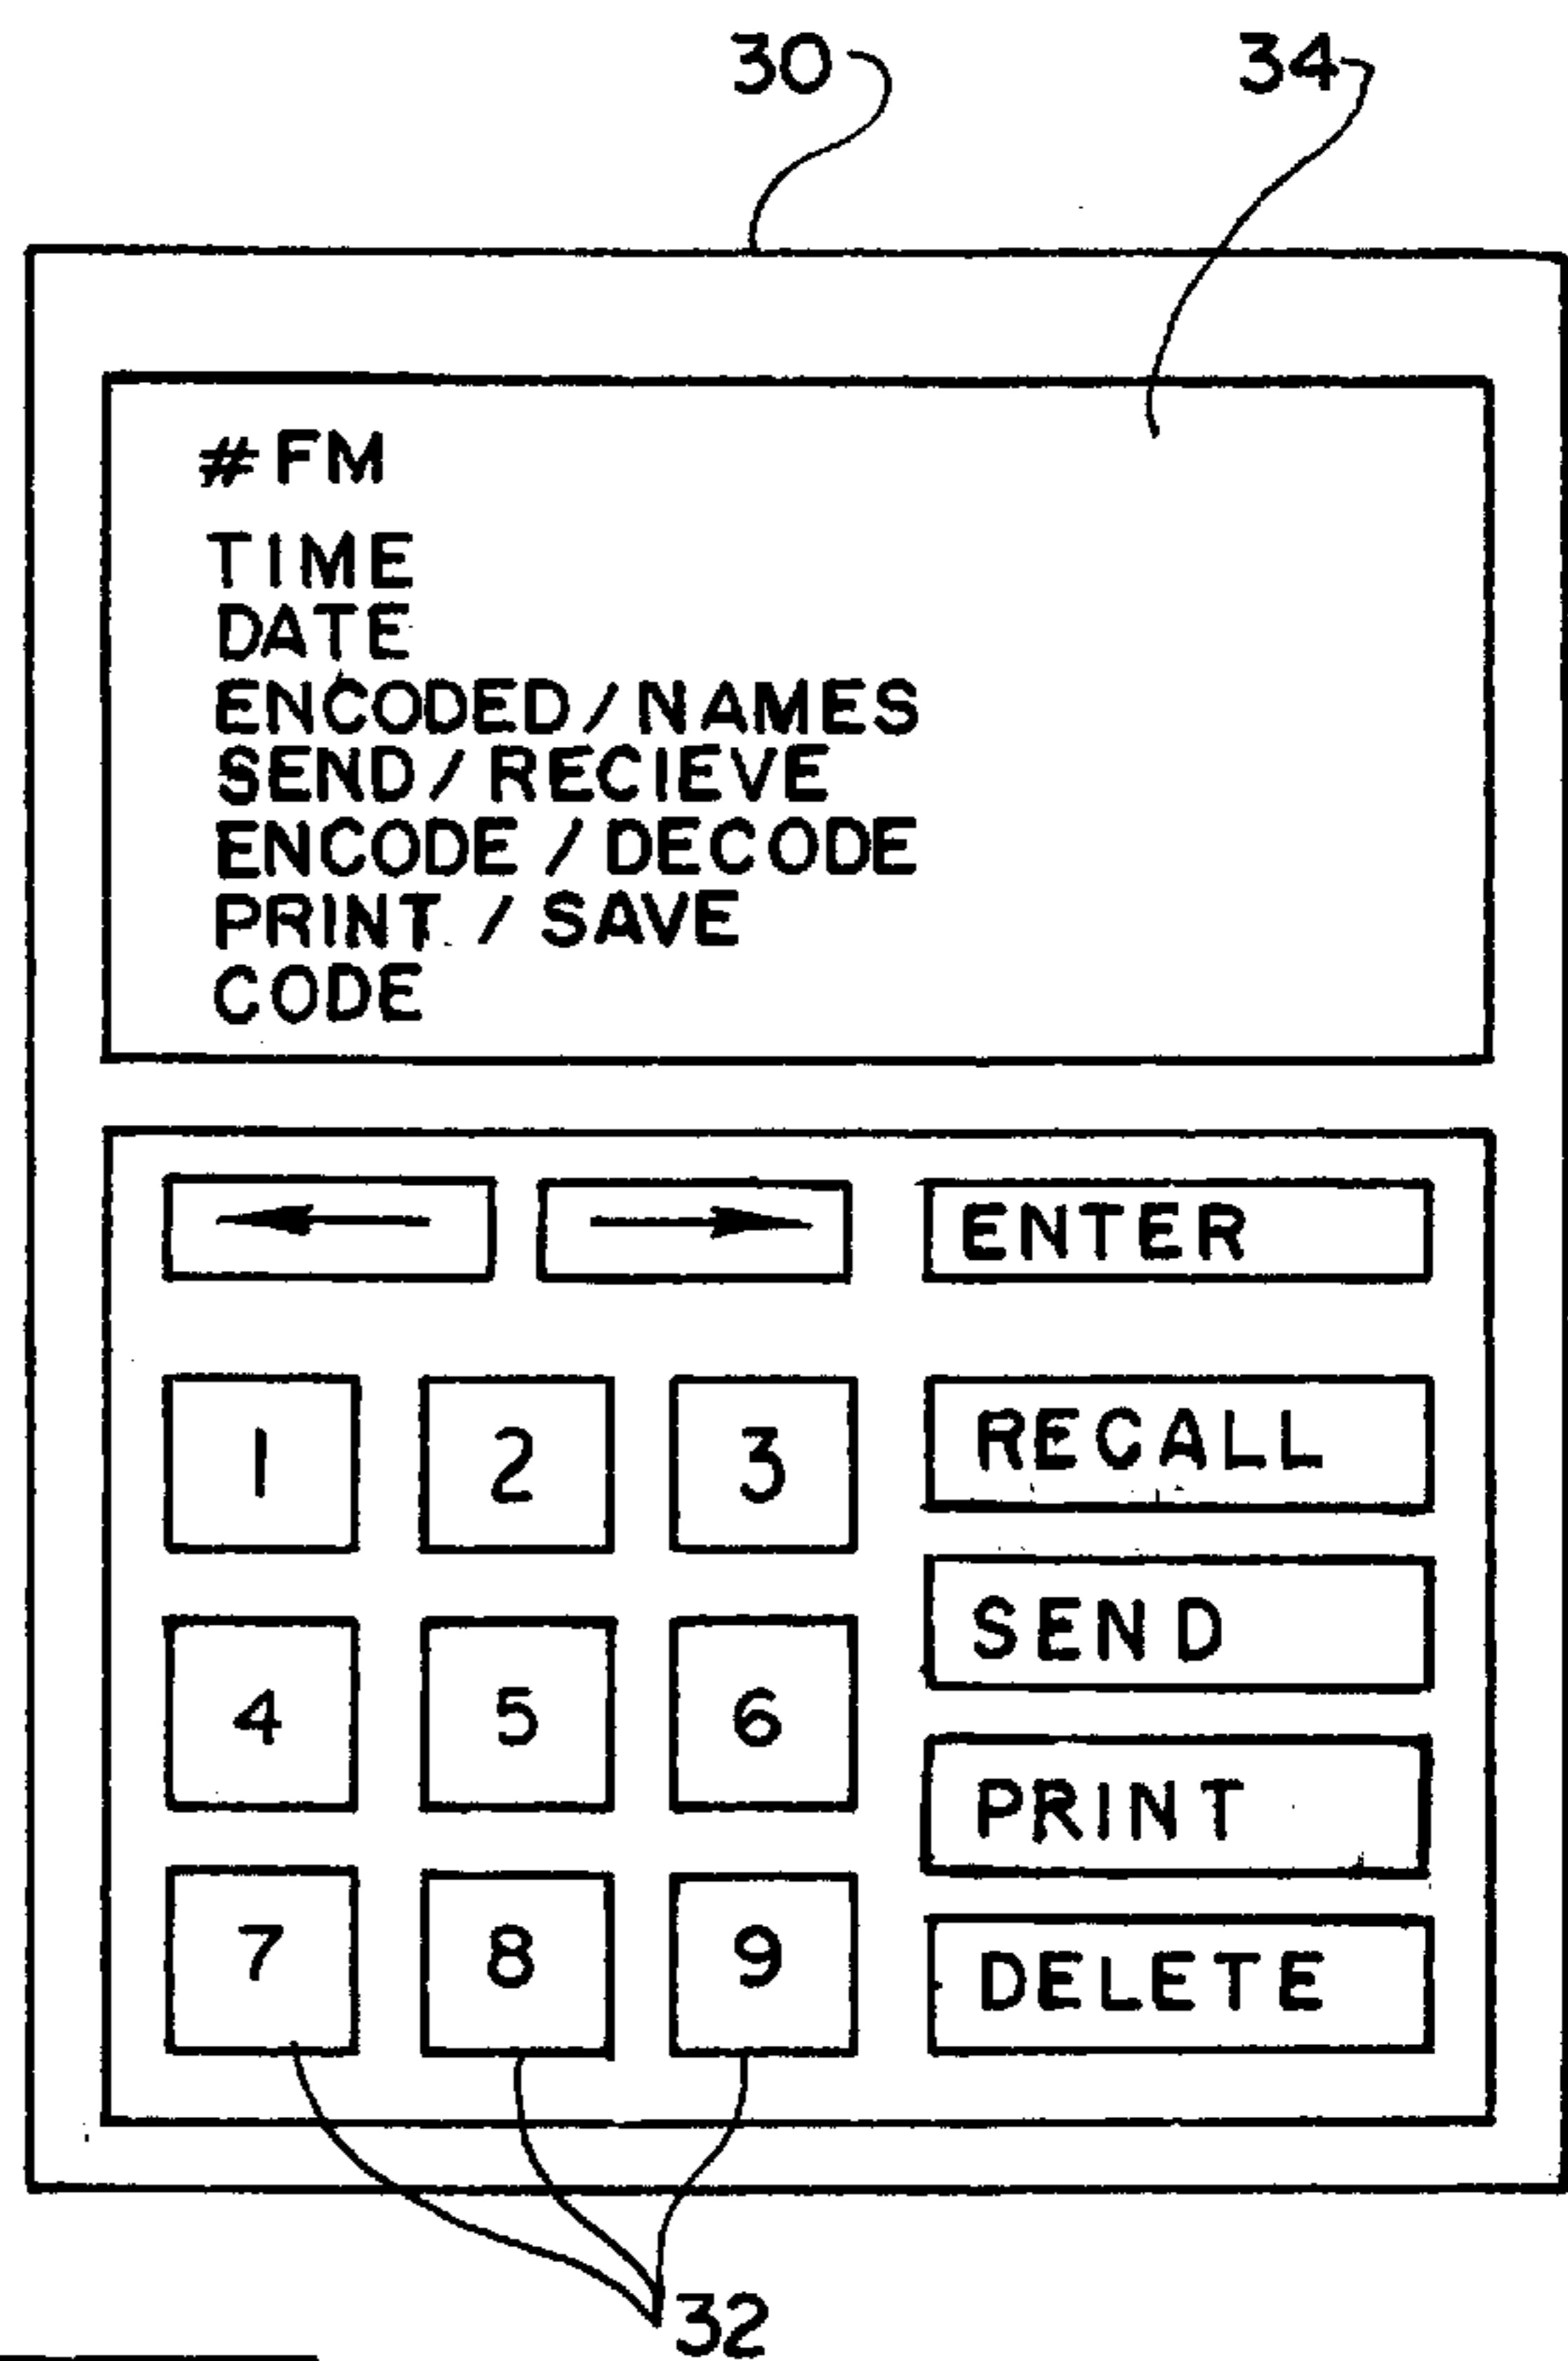 30 34
#FM
TIME
DATE
ENCODED/NAMES
SEND/RECIEVE
ENCODE/DECODE
PRINT/SAVE
CODE
ENTER
1 2 3 RECALL
SEND
4 5 6
PRINT
7 8 9 DELETE
32